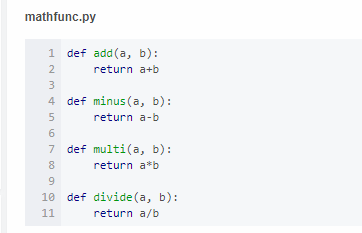 mathfunc.py
1 def add(a, b):
2     return a+b
3
4 def minus(a, b):
5     return a-b
6
7 def multi(a, b):
8     return a*b
9
10 def divide(a, b):
11     return a/b